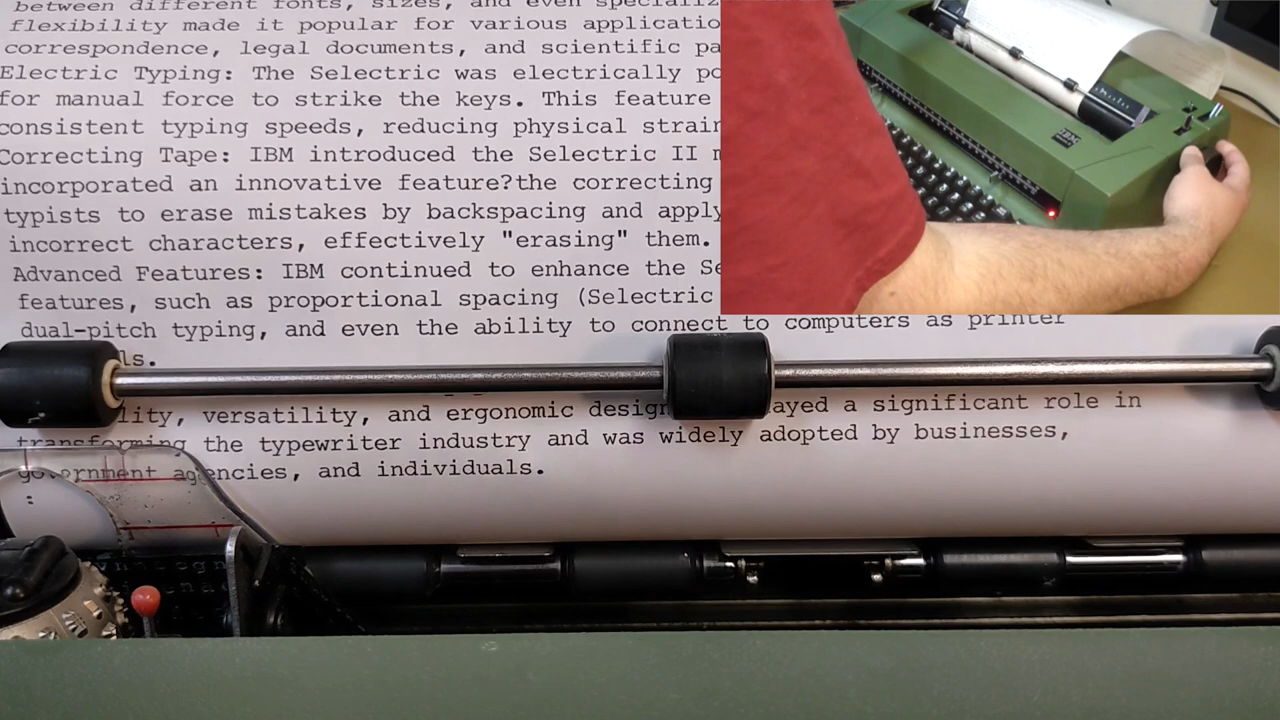 between different fonts, sizes, and even specializ
flexibility made it popular for various applicatio
correspondence, legal documents, and scientific pa
Electric Typing: The Selectric was electrically po
for manual force to strike the keys. This feature
consistent typing speeds, reducing physical strain
Correcting Tape: IBM introduced the Selectric II m
incorporated an innovative feature?the correcting
typists to erase mistakes by backspacing and apply
incorrect characters, effectively "erasing" them.
Advanced Features: IBM continued to enhance the Se
features, such as proportional spacing (Selectric
dual-pitch typing, and even the ability to connect to computers as printer
ls.
lity, versatility, and ergonomic design ayed a significant role in
transforming the typewriter industry and was widely adopted by businesses,
government agencies, and individuals.
:
IBM